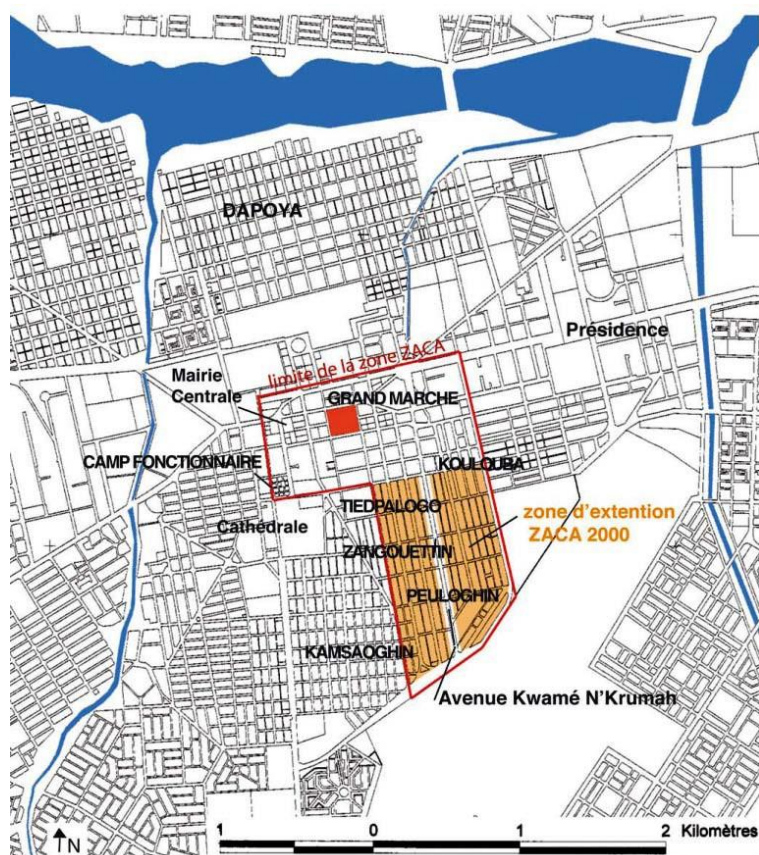 DAPOYA
Présidence
limite de la zone ZACA
Mairie
Centrale
GRAND MARCHE
CAMP FONCTIONNAIRE
KOULOUBA
TIEDPALOGO
Cathédrale
zone d'extention
ZACA 2000
ZANGOUETTIN
PEULOGHIN
KAMSAOGHIN
Avenue Kwamé N'Krumah
N
1 0 1 2 Kilomètres